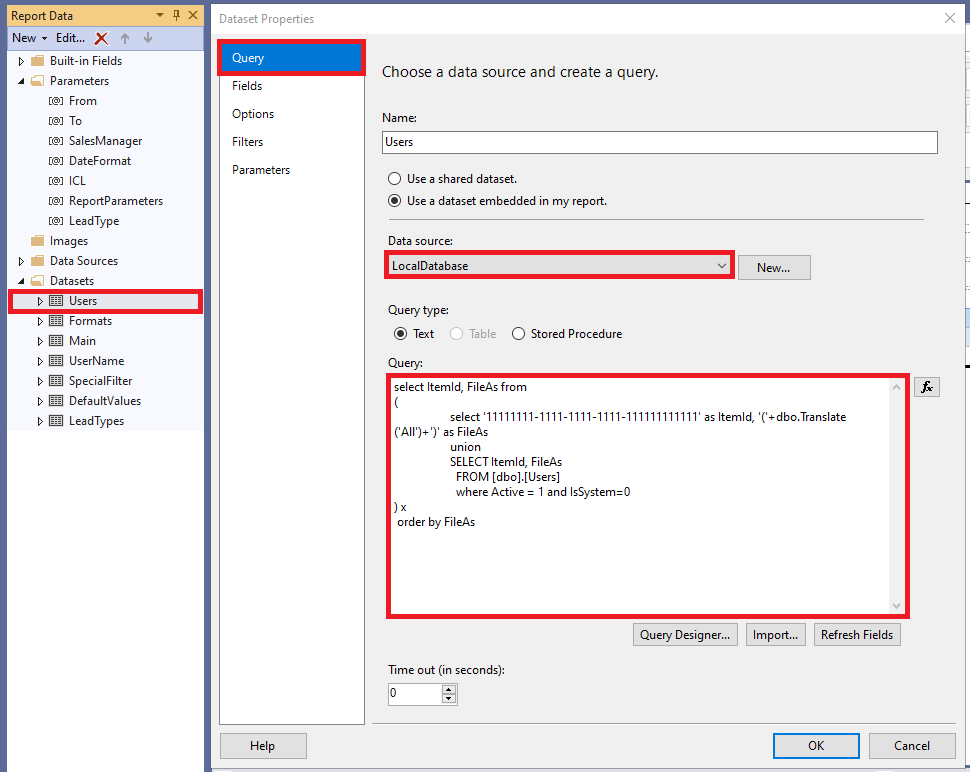 Report Data
New Edit...
Built-in Fields
Parameters
From
To
SalesManager
DateFormat
ICL
ReportParameters
LeadType
Images
Data Sources
Datasets
Users
Formats
Main
UserName
SpecialFilter
DefaultValues
LeadTypes
Dataset Properties
Query
Fields
Options
Filters
Parameters
Choose a data source and create a query.
Name:
Users
Use a shared dataset.
Use a dataset embedded in my report.
Data source:
LocalDatabase
New...
Query type:
Text Table Stored Procedure
Query:
select ItemId, FileAs from
(
select '11111111-1111-1111-1111-111111111111' as ItemId, '('+dbo.Translate
('All')+')' as FileAs
union
SELECT ItemId, FileAs
FROM [dbo].[Users]
where Active = 1 and IsSystem=0
) x
order by FileAs
fx
Query Designer... Import... Refresh Fields
Time out (in seconds):
0
Help OK Cancel